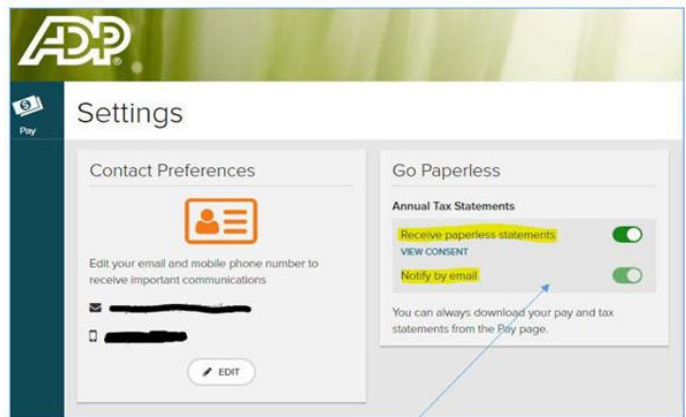 ADP
Pay
Settings
Contact Preferences
Edit your email and mobile phone number to
receive important communications
EDIT
Go Paperless
Annual Tax Statements
Receive paperless statements
VIEW CONSENT
Notify by email
You can always download your pay and tax
statements from the Pay page.